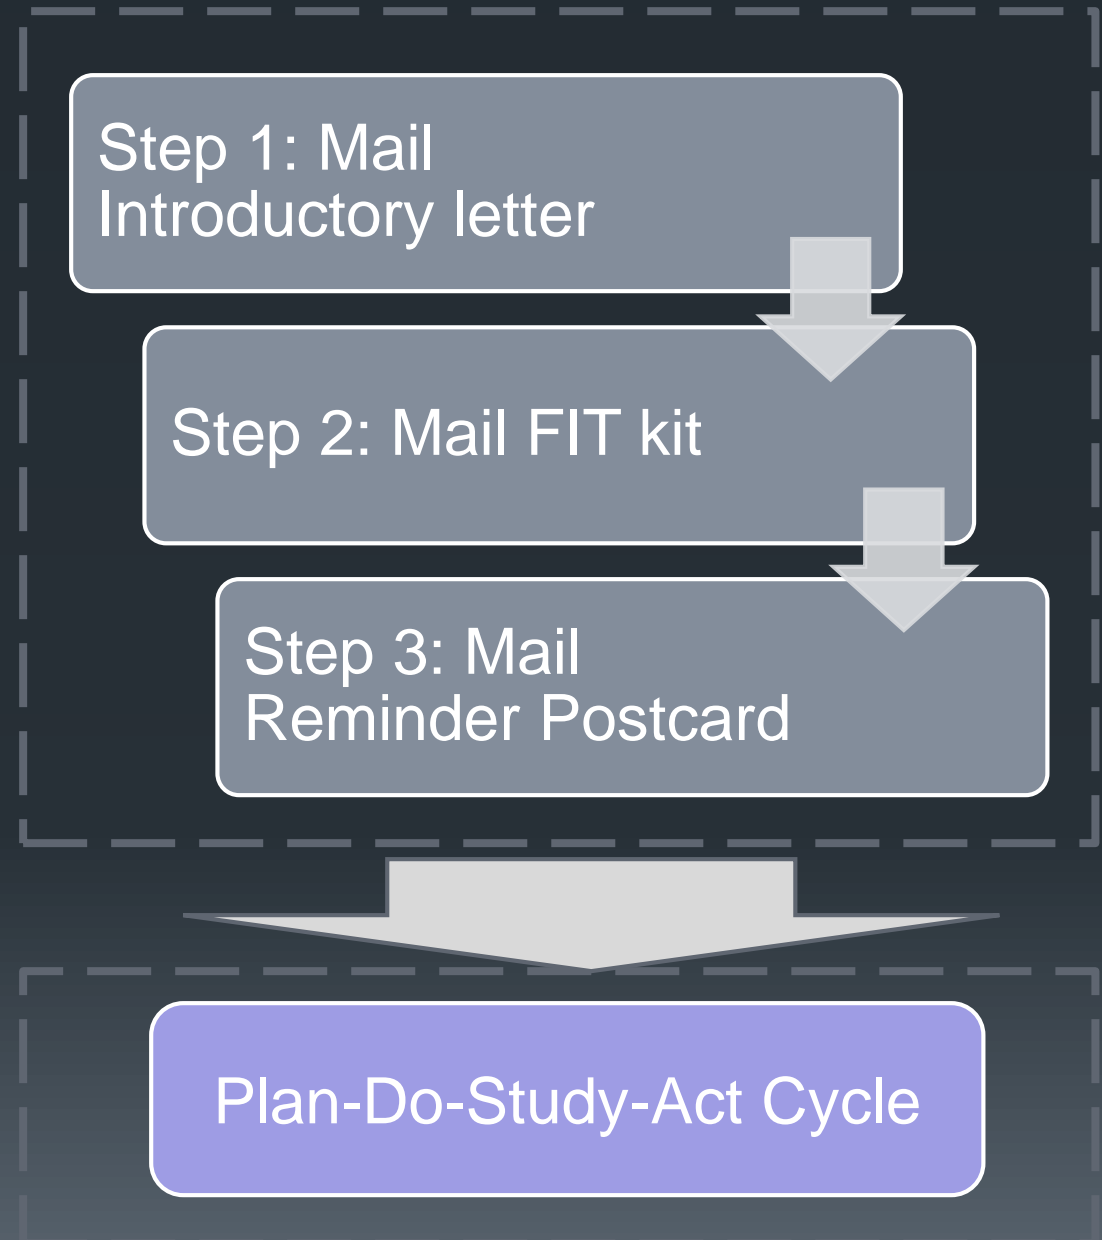 Step 1: Mail
Introductory letter
Step 2: Mail FIT kit
Step 3: Mail
Reminder Postcard
Plan-Do-Study-Act Cycle